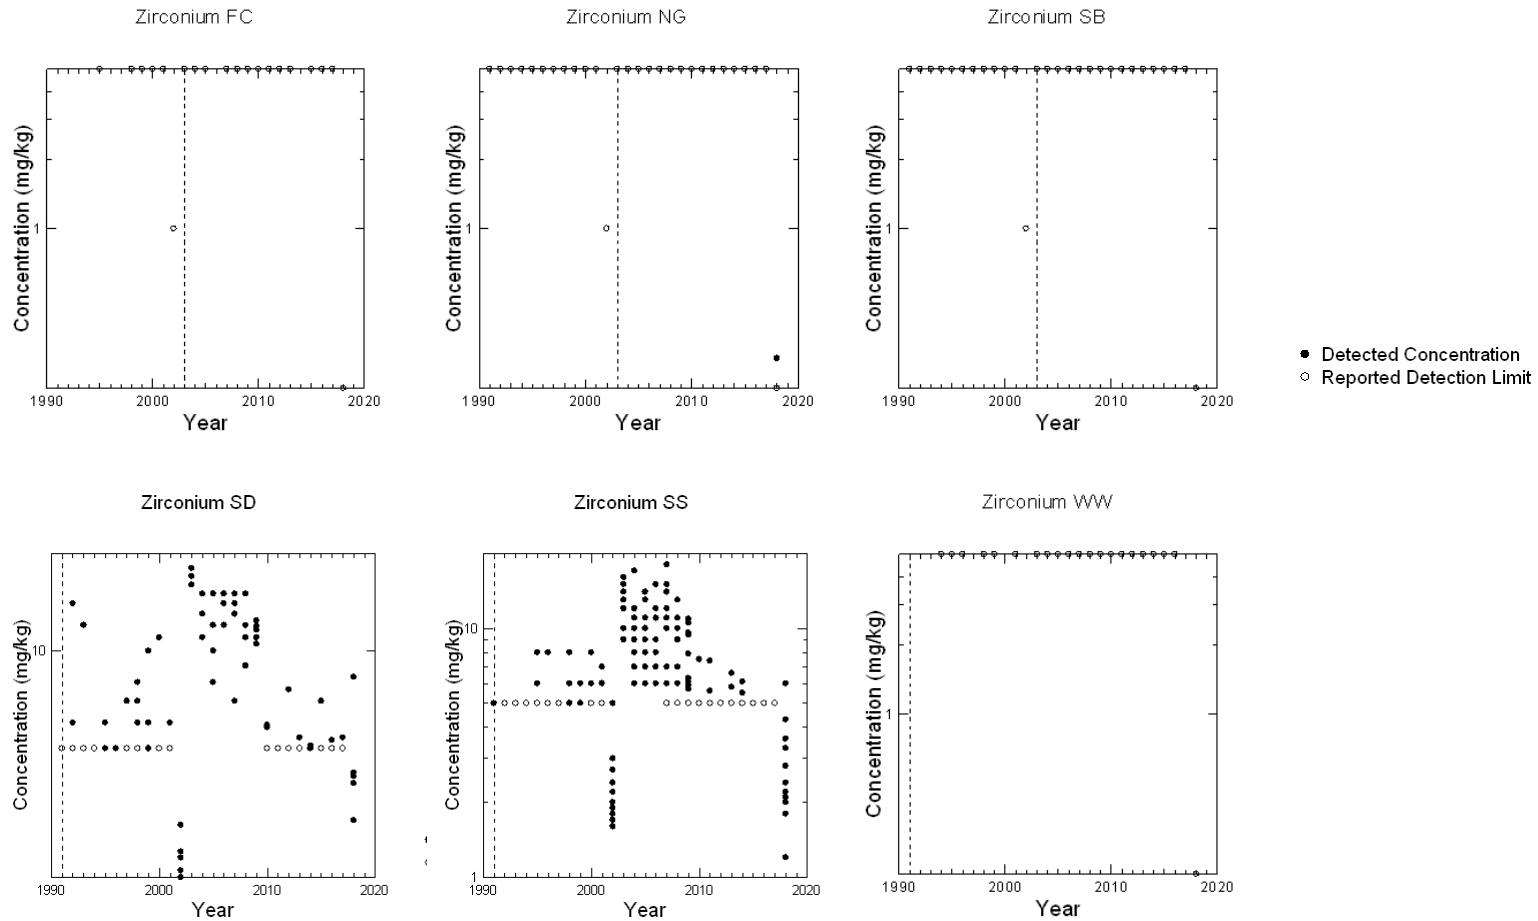 Zirconium FC
Zirconium NG
Zirconium SB
Concentration (mg/kg)
1
1990
2000
2010
2020
Year
Concentration (mg/kg)
1
1990
2000
2010
2020
Year
Concentration (mg/kg)
1
1990
2000
2010
2020
Year
Detected Concentration
Reported Detection Limit
Zirconium SD
Zirconium SS
Zirconium WW
Concentration (mg/kg)
10
1990
2000
2010
2020
Year
Concentration (mg/kg)
10
1
1990
2000
2010
2020
Year
Concentration (mg/kg)
1
1990
2000
2010
2020
Year